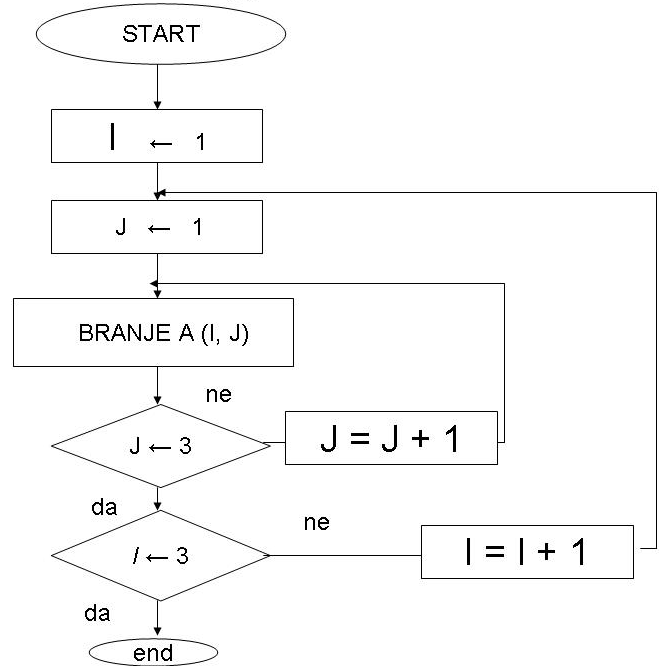 START
I ← 1
J ← 1
BRANJE A (I, J)
ne
J ← 3
J = J + 1
da
ne
I ← 3
I = I + 1
da
end